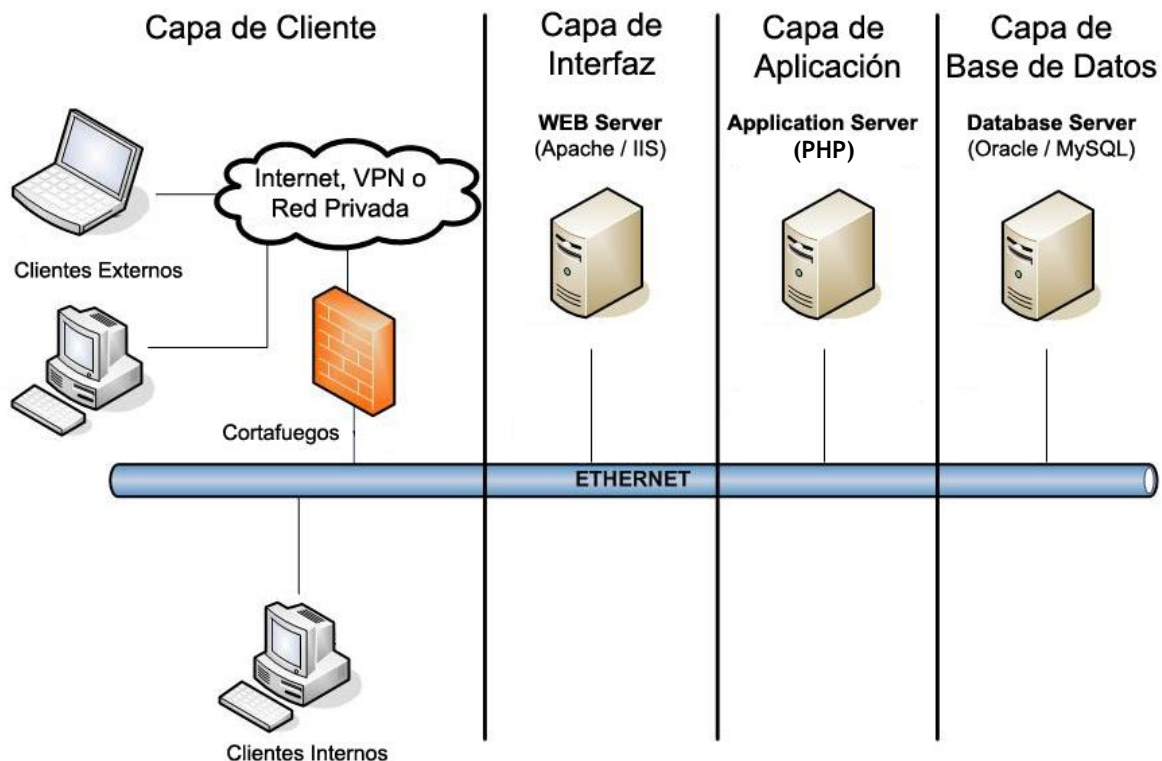 Capa de Cliente
Capa de
Interfaz
Capa de
Aplicación
Capa de
Base de Datos
WEB Server
(Apache / IIS)
Application Server
(PHP)
Database Server
(Oracle / MySQL)
Internet, VPN o
Red Privada
Clientes Externos
Cortafuegos
ETHERNET
Clientes Internos